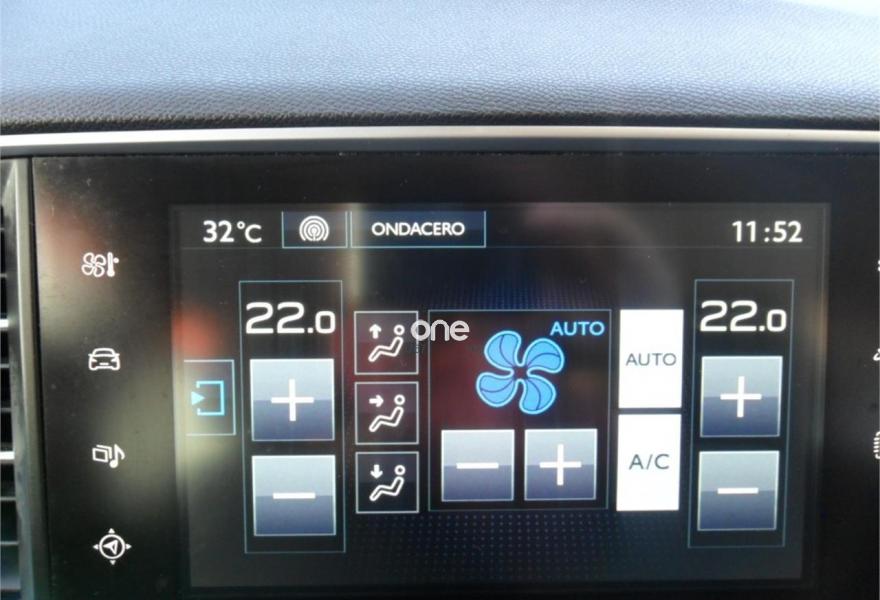 32°C
ONDACERO
11:52
22.0
one
AUTO
AUTO
A/C
22.0